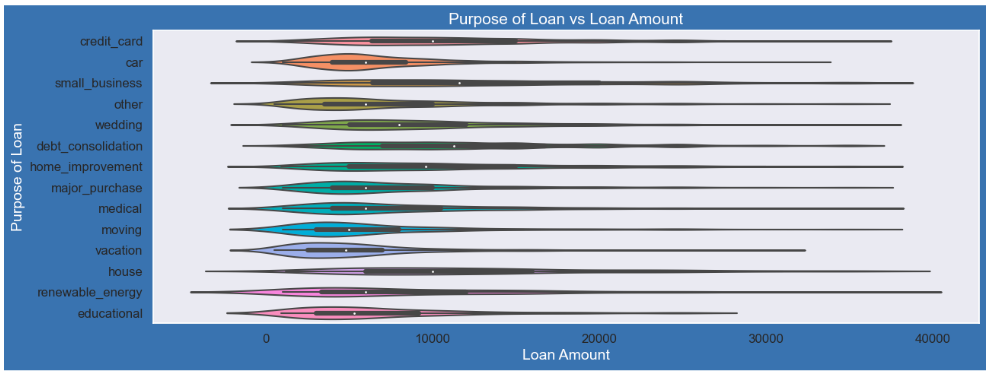 Purpose of Loan vs Loan Amount
Purpose of Loan
credit_card
car
small_business
other
wedding
debt_consolidation
home_improvement
major_purchase
medical
moving
vacation
house
renewable_energy
educational
0 10000 20000 30000 40000
Loan Amount